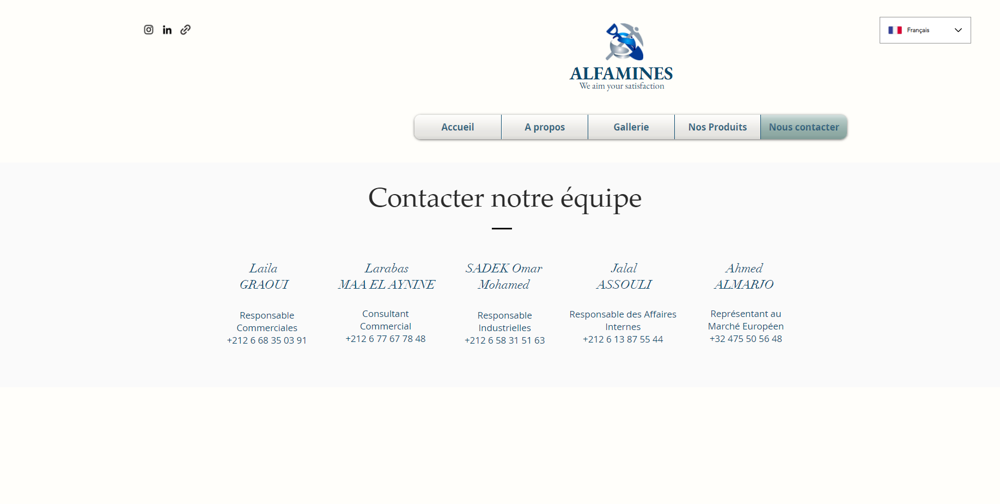 Français
ALFAMINES
We aim your satisfaction
Accueil
A propos
Gallerie
Nos Produits
Nous contacter
Contacter notre équipe
Laila
GRAOUI
Responsable
Commerciales
+212 6 68 35 03 91
Larabas
MAA EL AYNINE
Consultant
Commercial
+212 6 77 67 78 48
SADEK Omar
Mohamed
Responsable
Industrielles
+212 6 58 31 51 63
Jalal
ASSOULI
Responsable des Affaires
Internes
+212 6 13 87 55 44
Ahmed
ALMARJO
Représentant au
Marché Européen
+32 475 50 56 48